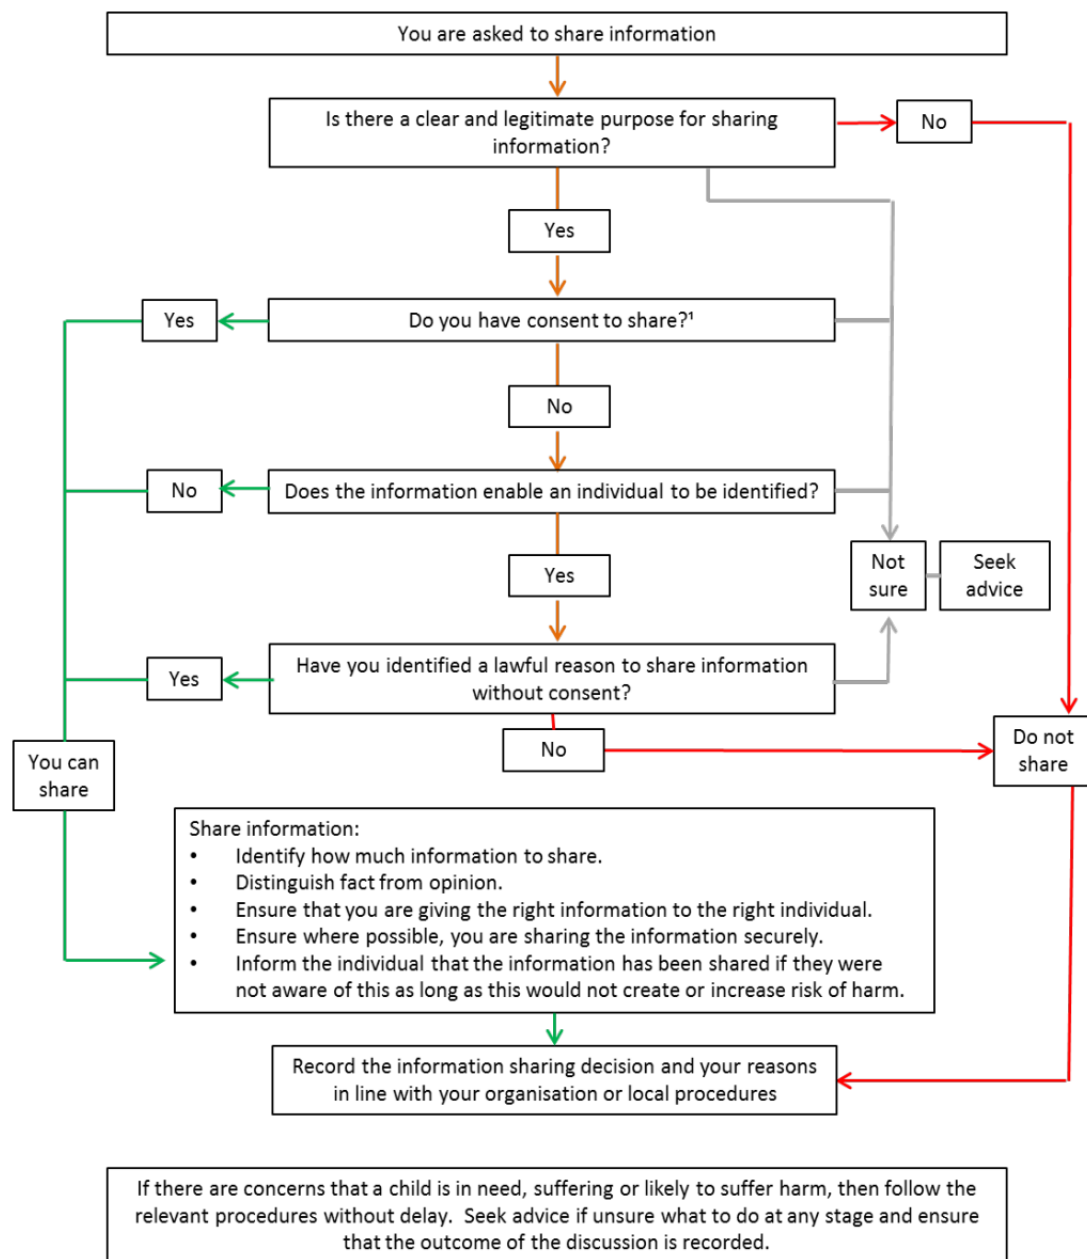 You are asked to share information
Is there a clear and legitimate purpose for sharing
information?
No
Yes
Yes
Do you have consent to share?¹
No
No
Does the information enable an individual to be identified?
Yes
Not
sure
Seek
advice
Yes
Have you identified a lawful reason to share information
without consent?
No
Do not
share
You can
share
Share information:
• Identify how much information to share.
• Distinguish fact from opinion.
• Ensure that you are giving the right information to the right individual.
• Ensure where possible, you are sharing the information securely.
• Inform the individual that the information has been shared if they were
not aware of this as long as this would not create or increase risk of harm.
Record the information sharing decision and your reasons
in line with your organisation or local procedures
If there are concerns that a child is in need, suffering or likely to suffer harm, then follow the
relevant procedures without delay.  Seek advice if unsure what to do at any stage and ensure
that the outcome of the discussion is recorded.